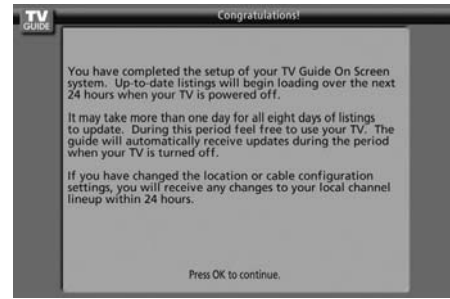 TV
GUIDE
Congratulations!
You have completed the setup of your TV Guide On Screen
system. Up-to-date listings will begin loading over the next
24 hours when your TV is powered off.
It may take more than one day for all eight days of listings
to update. During this period feel free to use your TV. The
guide will automatically receive updates during the period
when your TV is turned off.
If you have changed the location or cable configuration
settings, you will receive any changes to your local channel
lineup within 24 hours.
Press OK to continue.